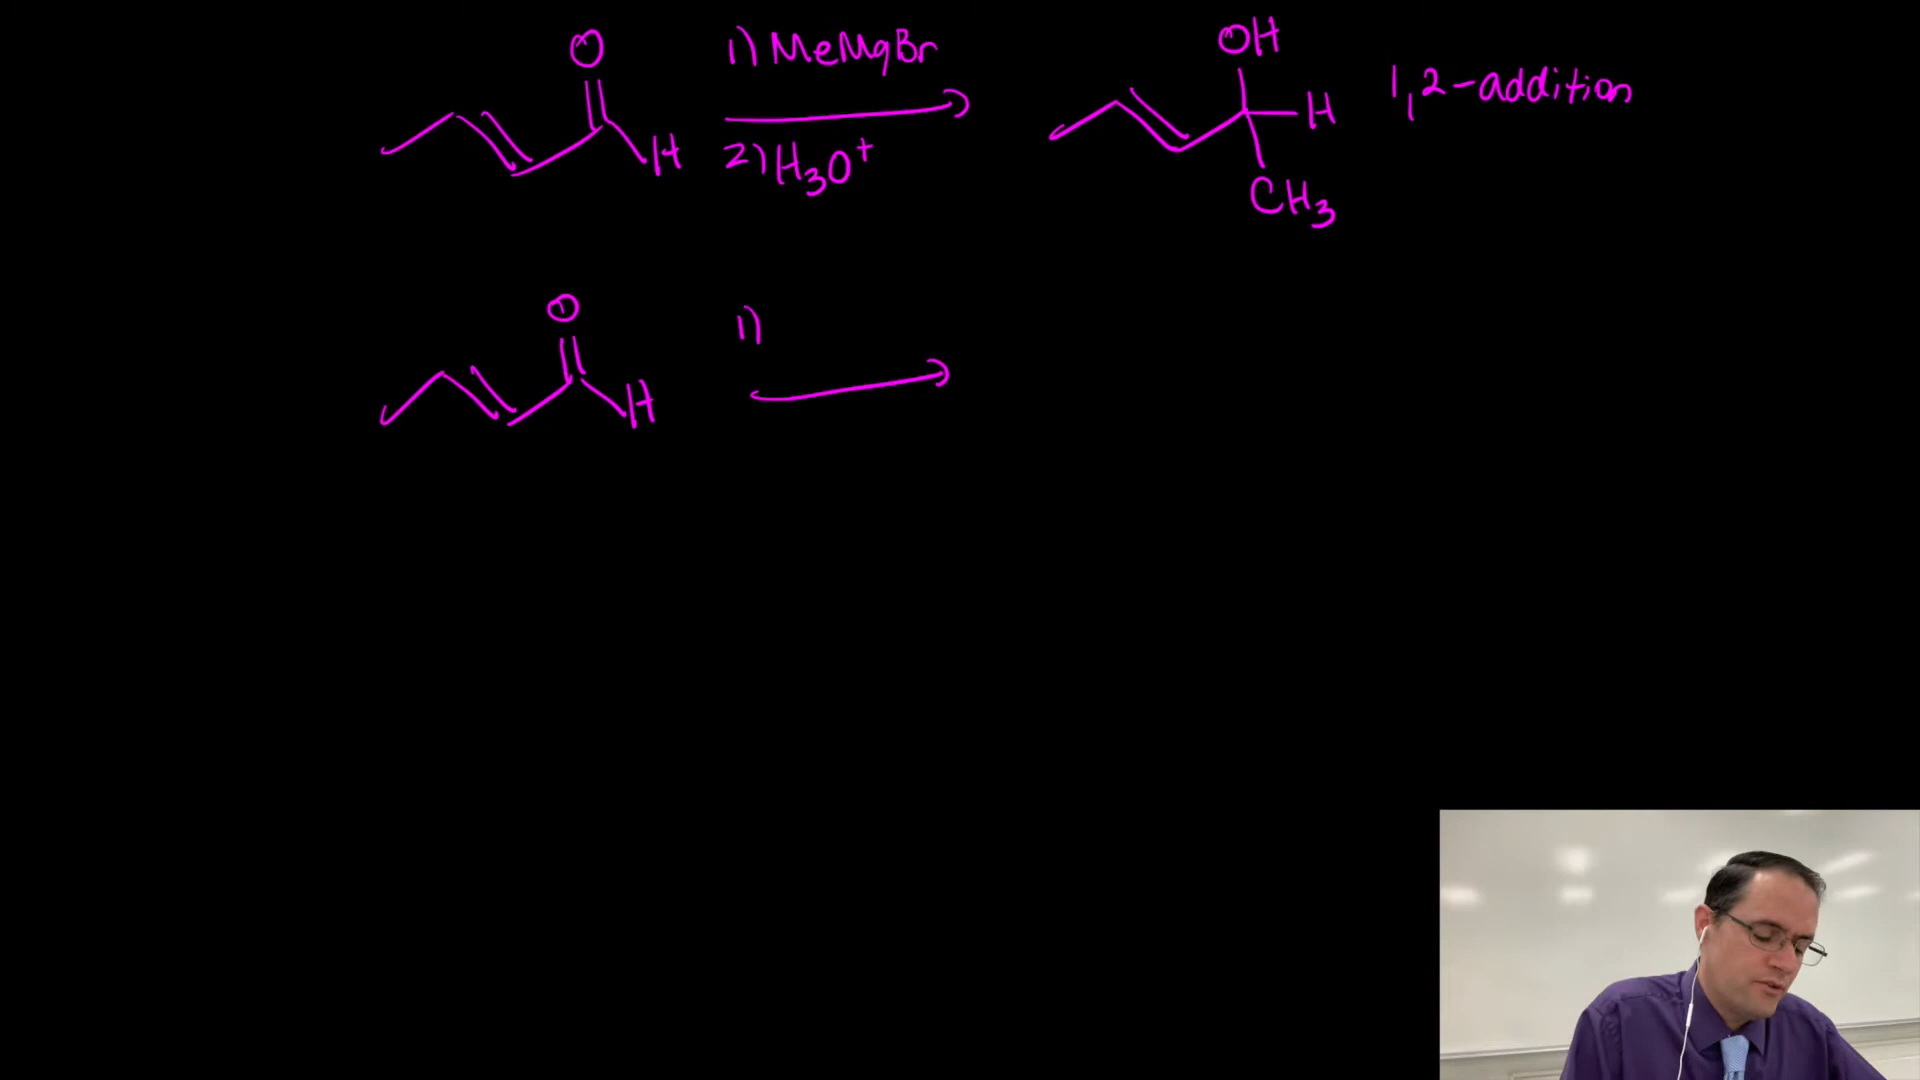 O
H
1) MeMgBr
2) H3O+
OH
H
CH3
1,2-addition
O
H
1)